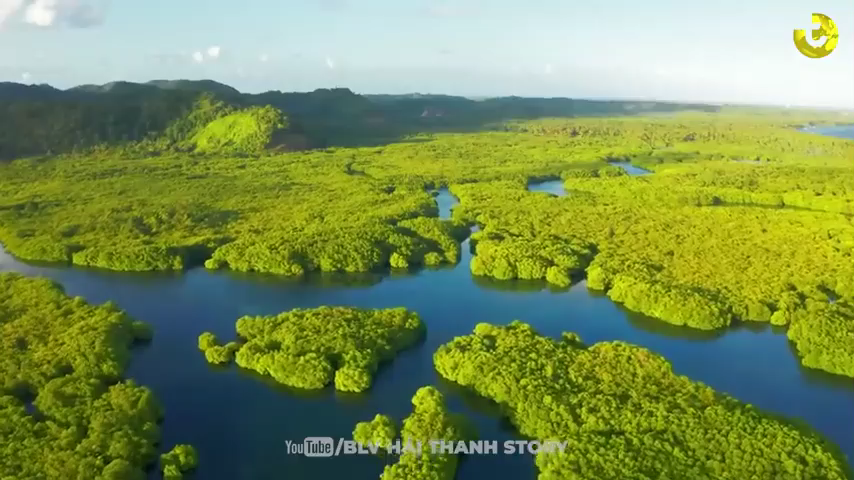 YouTube/BLV HẢI THANH STORY